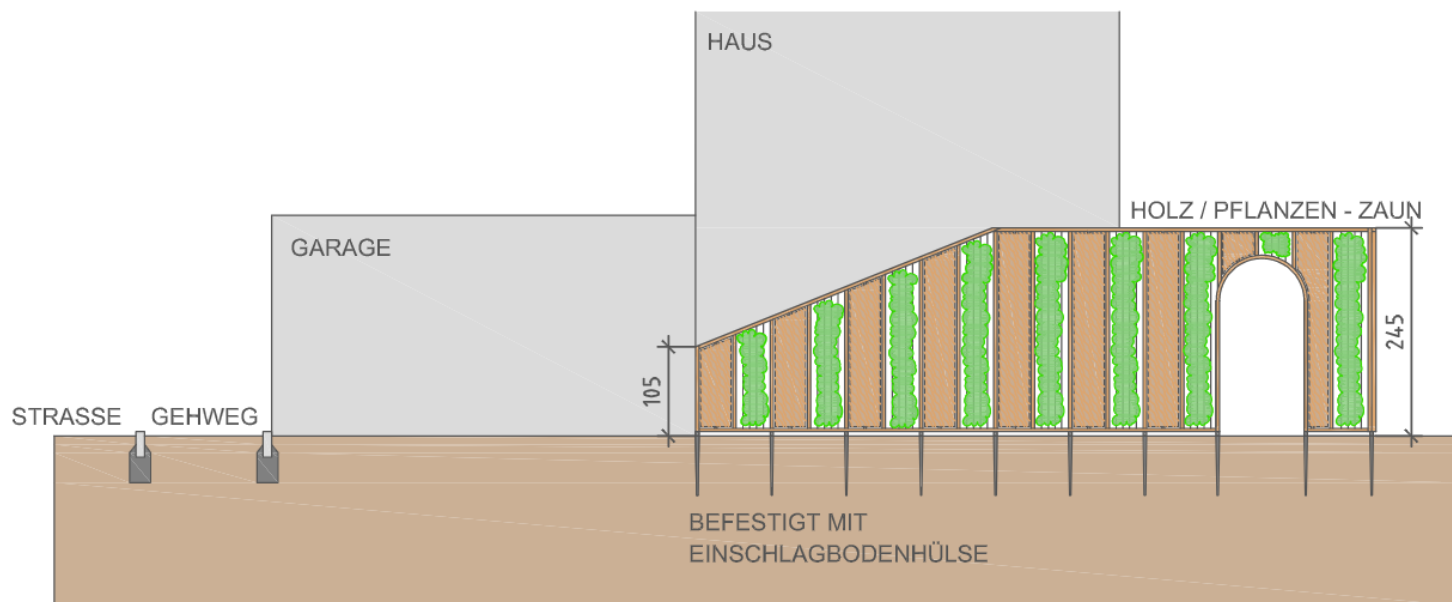 HAUS
HOLZ / PFLANZEN - ZAUN
GARAGE
245
105
STRASSE GEHWEG
BEFESTIGT MIT
EINSCHLAGBODENHÜLSE